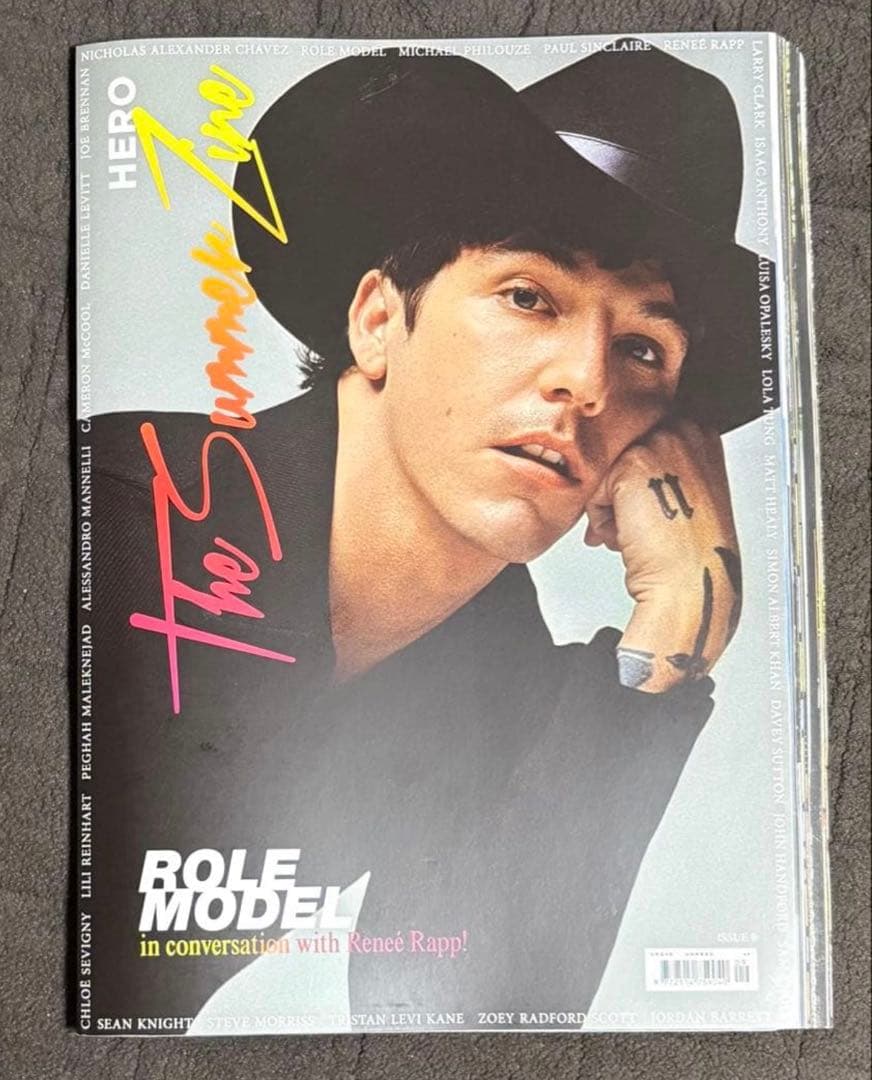 NICHOLAS ALEXANDER CHAVEZ ROLE MODEL MICHAEL PHILOUZE PAUL SINCLAIRE RENEÉ RAPP
LARRY CLARK ISAAC ANTHONY LUISA OPALESKY LOLA TUNG MATT HEALY SIMON ALBERT KHAN DAVEY SUTTON JOHN HANDFORD
CHLOË SEVIGNY LILI REINHART PEGHAH MALEKNEJAD ALESSANDRO MANNELLI CAMERON McCOOL DANIELLE LEVITT JOE BRENNAN
HERO
The Summer Zine
ROLE
MODEL
in conversation with Reneé Rapp!
ISSUE 9
09
SEAN KNIGHT STEVE MORRISS TRISTAN LEVI KANE ZOEY RADFORD SCOTT JORDAN BARRETT